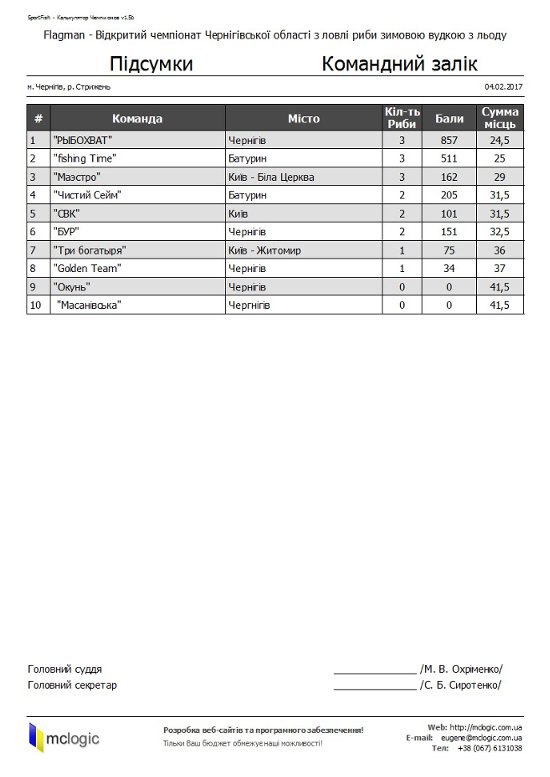 SportFish - Калькулятор Чемпионов v1.5b
Flagman - Відкритий чемпіонат Чернігівської області з ловлі риби зимовою вудкою з льоду
Підсумки Командний залік
м. Чернігів, р. Стрижень 04.02.2017
# Команда Місто Кіл-ть Риби Бали Сумма місць
1 "РЫБОХВАТ" Чернігів 3 857 24,5
2 "fishing Time" Батурин 3 511 25
3 "Маэстро" Київ - Біла Церква 3 162 29
4 "Чистий Сейм" Батурин 2 205 31,5
5 "СВК" Київ 2 101 31,5
6 "БУР" Чернігів 2 151 32,5
7 "Три богатыря" Київ - Житомир 1 75 36
8 "Golden Team" Чернігів 1 34 37
9 "Окунь" Чернігів 0 0 41,5
10 "Масанівська" Чергнігів 0 0 41,5
Головний суддя /М. В. Охріменко/
Головний секретар /С. Б. Сиротенко/
mclogic
Розробка веб-сайтів та програмного забезпечення!
Тільки Ваш бюджет обмежує наші можливості!
Web: http://mclogic.com.ua
E-mail: eugene@mclogic.com.ua
Тел: +38 (067) 6131038